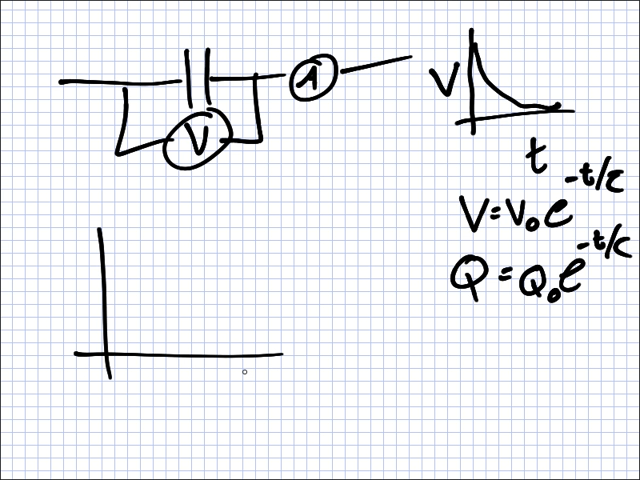 A
V
V
t
V=V₀e^-t/τ
Q=Q₀e^-t/τ